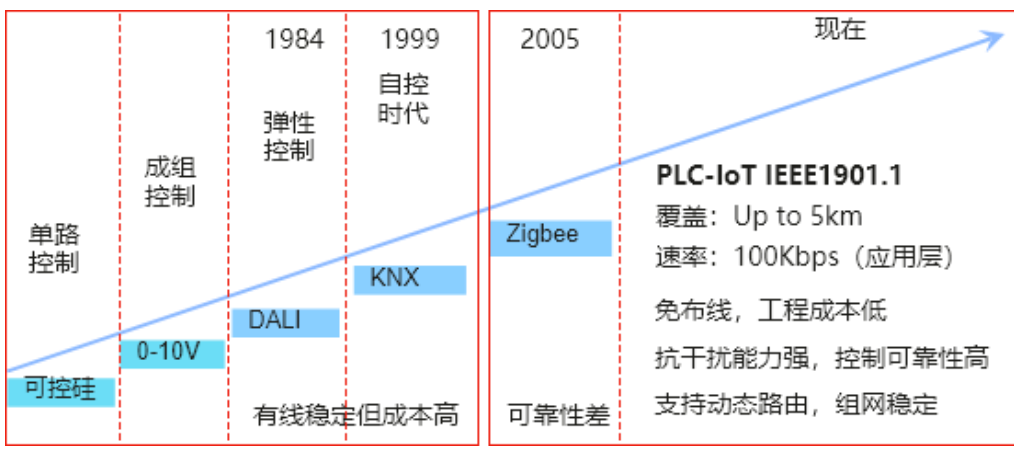 单路
控制
可控硅
成组
控制
0-10V
1984
弹性
控制
DALI
1999
自控
时代
KNX
有线稳定但成本高
2005
Zigbee
可靠性差
现在
PLC-IoT IEEE1901.1
覆盖：Up to 5km
速率：100Kbps（应用层）
免布线，工程成本低
抗干扰能力强，控制可靠性高
支持动态路由，组网稳定